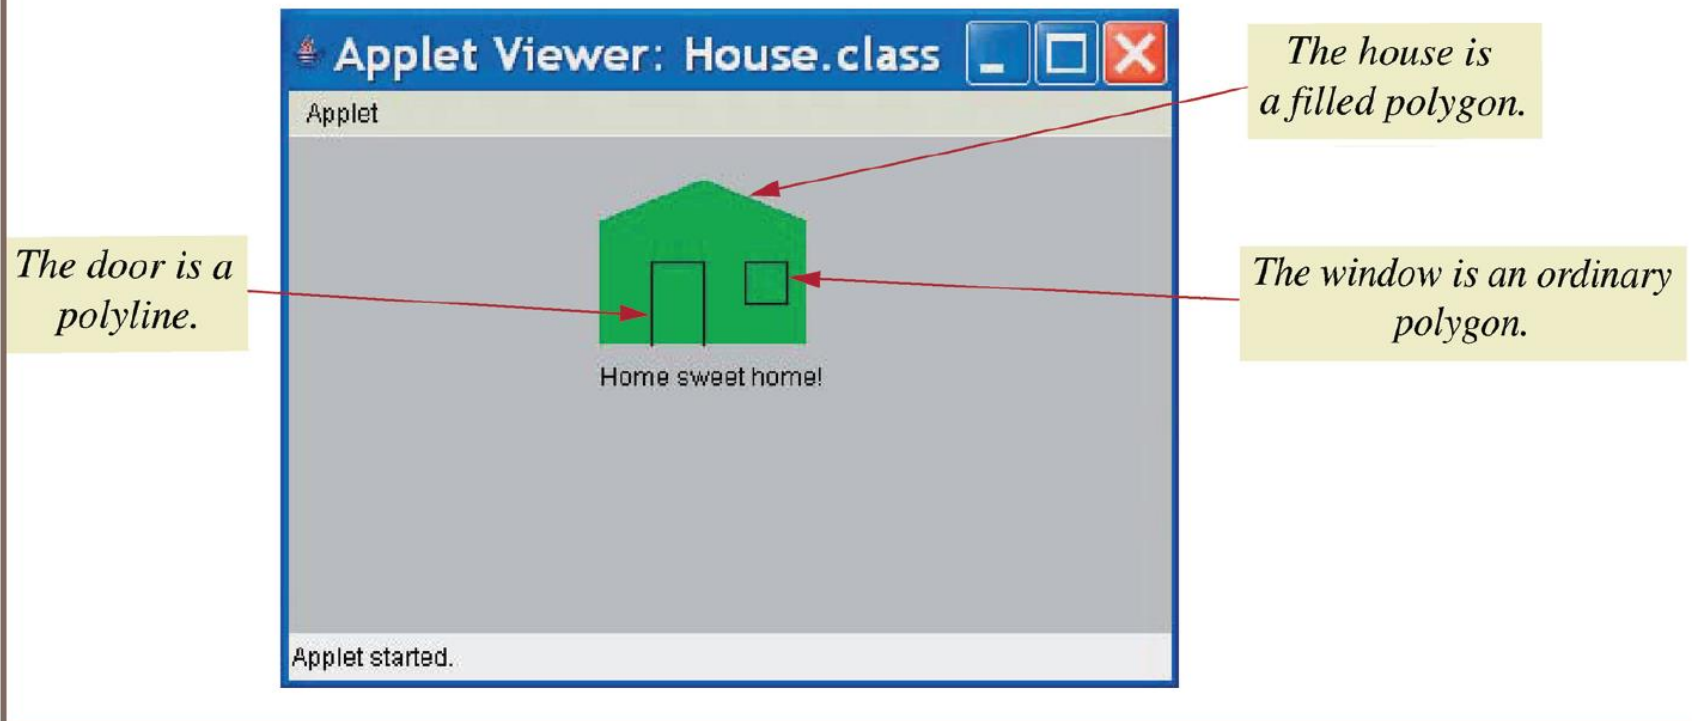 Applet Viewer: House.class
Applet
The house is
a filled polygon.
The door is a
polyline.
The window is an ordinary
polygon.
Home sweet home!
Applet started.